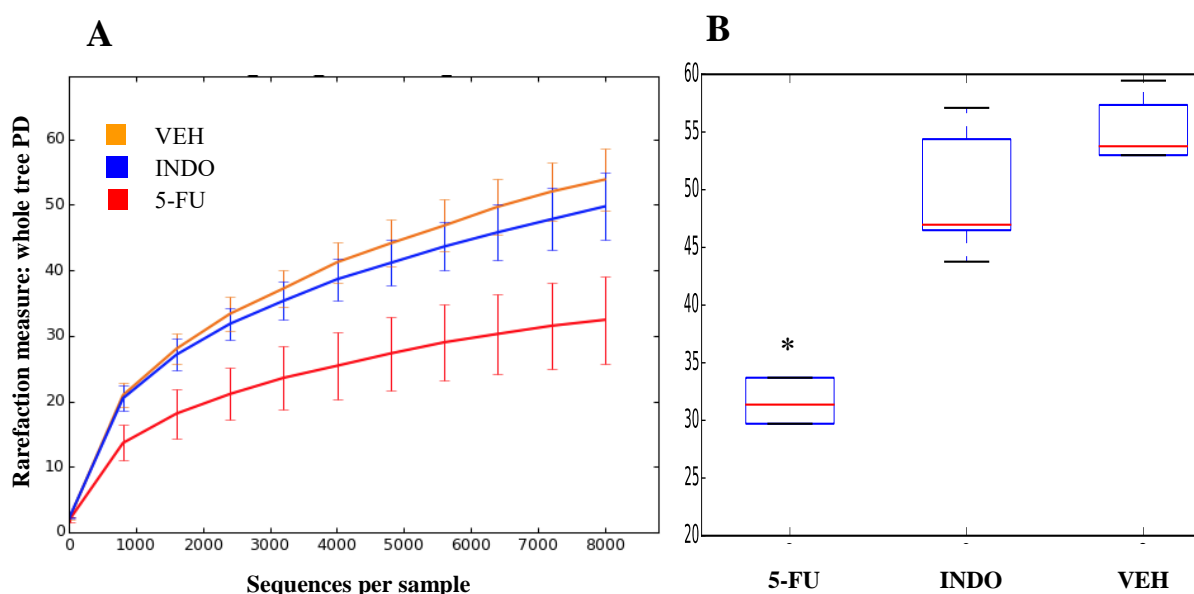 A
Rarefaction measure: whole tree PD
60
50
40
30
20
10
0
VEH
INDO
5-FU
0 1000 2000 3000 4000 5000 6000 7000 8000
Sequences per sample
B
60
55
50
45
40
35
30
25
20
*
5-FU INDO VEH